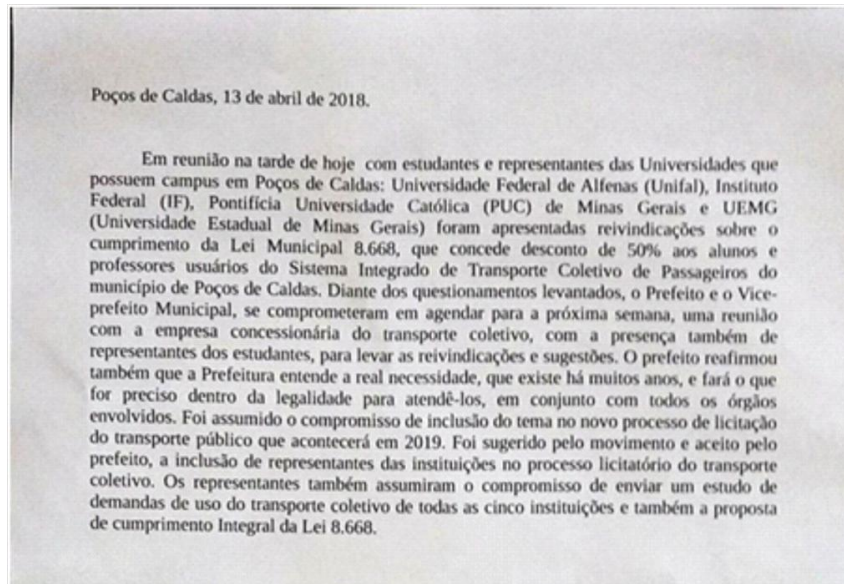 Poços de Caldas, 13 de abril de 2018.
Em reunião na tarde de hoje com estudantes e representantes das Universidades que
possuem campus em Poços de Caldas: Universidade Federal de Alfenas (Unifal), Instituto
Federal (IF), Pontifícia Universidade Católica (PUC) de Minas Gerais e UEMG
(Universidade Estadual de Minas Gerais) foram apresentadas reivindicações sobre o
cumprimento da Lei Municipal 8.668, que concede desconto de 50% aos alunos e
professores usuários do Sistema Integrado de Transporte Coletivo de Passageiros do
município de Poços de Caldas. Diante dos questionamentos levantados, o Prefeito e o Vice-
prefeito Municipal, se comprometeram em agendar para a próxima semana, uma reunião
com a empresa concessionária do transporte coletivo, com a presença também de
representantes dos estudantes, para levar as reivindicações e sugestões. O prefeito reafirmou
também que a Prefeitura entende a real necessidade, que existe há muitos anos, e fará o que
for preciso dentro da legalidade para atendê-los, em conjunto com todos os órgãos
envolvidos. Foi assumido o compromisso de inclusão do tema no novo processo de licitação
do transporte público que acontecerá em 2019. Foi sugerido pelo movimento e aceito pelo
prefeito, a inclusão de representantes das instituições no processo licitatório do transporte
coletivo. Os representantes também assumiram o compromisso de enviar um estudo de
demandas de uso do transporte coletivo de todas as cinco instituições e também a proposta
de cumprimento Integral da Lei 8.668.